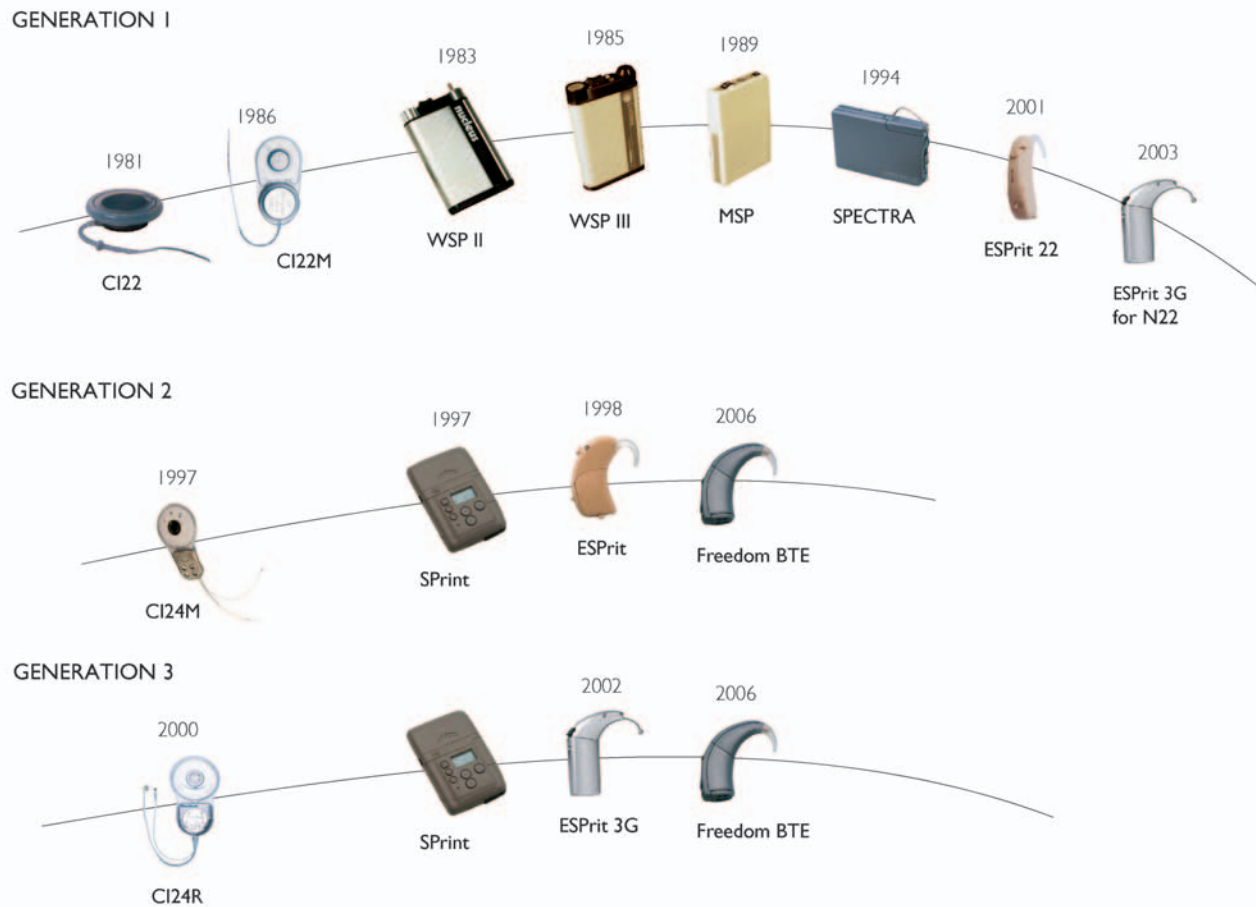 GENERATION 1
1981
CI22
1986
CI22M
1983
nucleus
WSP II
1985
WSP III
1989
MSP
1994
SPECTRA
2001
ESPrit 22
2003
ESPrit 3G
for N22
GENERATION 2
1997
CI24M
1997
SPrint
1998
ESPrit
2006
Freedom BTE
GENERATION 3
2000
CI24R
SPrint
2002
ESPrit 3G
2006
Freedom BTE